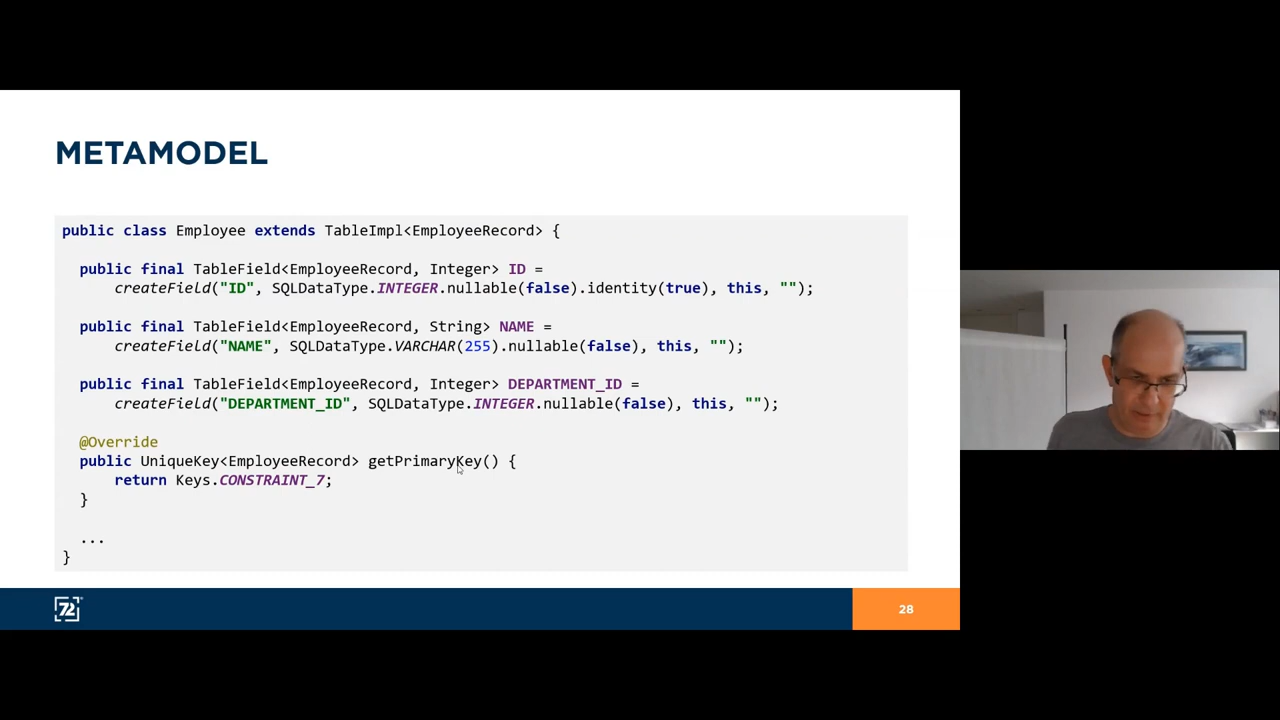 METAMODEL
public class Employee extends TableImpl<EmployeeRecord> {
public final TableField<EmployeeRecord, Integer> ID =
createField("ID", SQLDataType.INTEGER.nullable(false).identity(true), this, "");
public final TableField<EmployeeRecord, String> NAME =
createField("NAME", SQLDataType.VARCHAR(255).nullable(false), this, "");
public final TableField<EmployeeRecord, Integer> DEPARTMENT_ID =
createField("DEPARTMENT_ID", SQLDataType.INTEGER.nullable(false), this, "");
@Override
public UniqueKey<EmployeeRecord> getPrimaryKey() {
return Keys.CONSTRAINT_7;
}
...
}
72
28